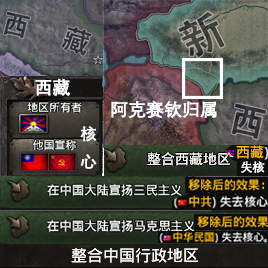 西藏
新
西
西藏
地区所有者
他国宣称
核心
阿克赛钦归属
整合西藏地区
西藏)
失核
在中国大陆宣扬三民主义
移除后的效果:
(中共)失去核心
在中国大陆宣扬马克思主义
移除后的效果
(中华民国)失去核心。
整合中国行政地区